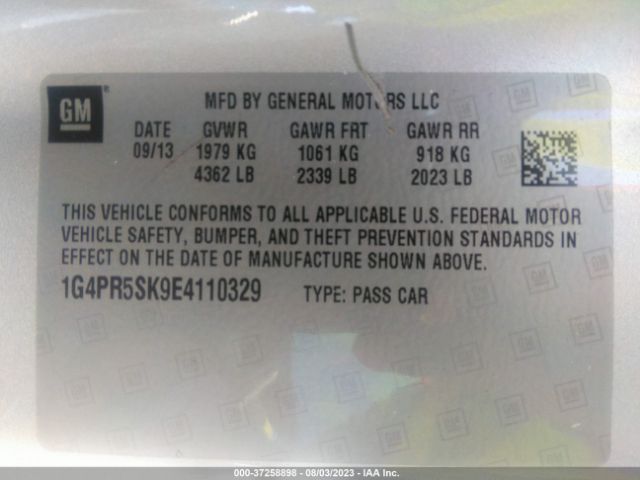 GM
MFD BY GENERAL MOTORS LLC
DATE GVWR GAWR FRT GAWR RR
09/13 1979 KG 1061 KG 918 KG
4362 LB 2339 LB 2023 LB
THIS VEHICLE CONFORMS TO ALL APPLICABLE U.S. FEDERAL MOTOR
VEHICLE SAFETY, BUMPER, AND THEFT PREVENTION STANDARDS IN
EFFECT ON THE DATE OF MANUFACTURE SHOWN ABOVE.
1G4PR5SK9E4110329 TYPE: PASS CAR
000-37258898 - 08/03/2023 - IAA Inc.